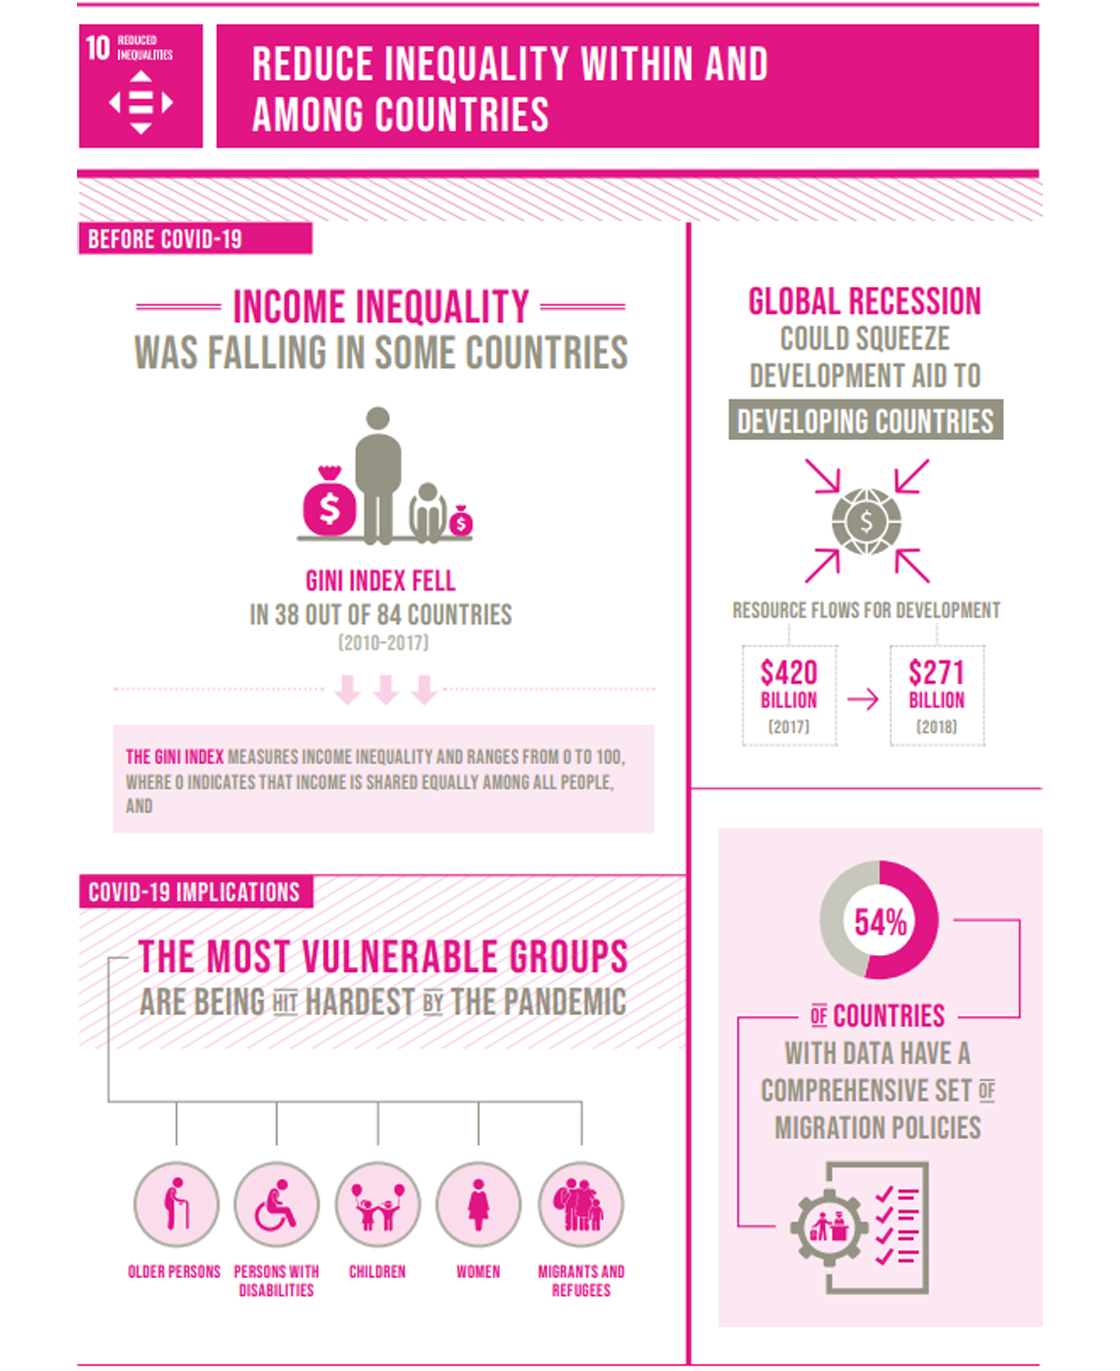 10 REDUCED
INEQUALITIES
REDUCE INEQUALITY WITHIN AND
AMONG COUNTRIES
BEFORE COVID-19
INCOME INEQUALITY
WAS FALLING IN SOME COUNTRIES
$
$
GINI INDEX FELL
IN 38 OUT OF 84 COUNTRIES
(2010-2017)
THE GINI INDEX MEASURES INCOME INEQUALITY AND RANGES FROM 0 TO 100,
WHERE 0 INDICATES THAT INCOME IS SHARED EQUALLY AMONG ALL PEOPLE,
AND
GLOBAL RECESSION
COULD SQUEEZE
DEVELOPMENT AID TO
DEVELOPING COUNTRIES
$
RESOURCE FLOWS FOR DEVELOPMENT
$420
BILLION
(2017)
$271
BILLION
(2018)
COVID-19 IMPLICATIONS
THE MOST VULNERABLE GROUPS
ARE BEING HIT HARDEST BY THE PANDEMIC
OLDER PERSONS
PERSONS WITH
DISABILITIES
CHILDREN
WOMEN
MIGRANTS AND
REFUGEES
54%
OF COUNTRIES
WITH DATA HAVE A
COMPREHENSIVE SET OF
MIGRATION POLICIES